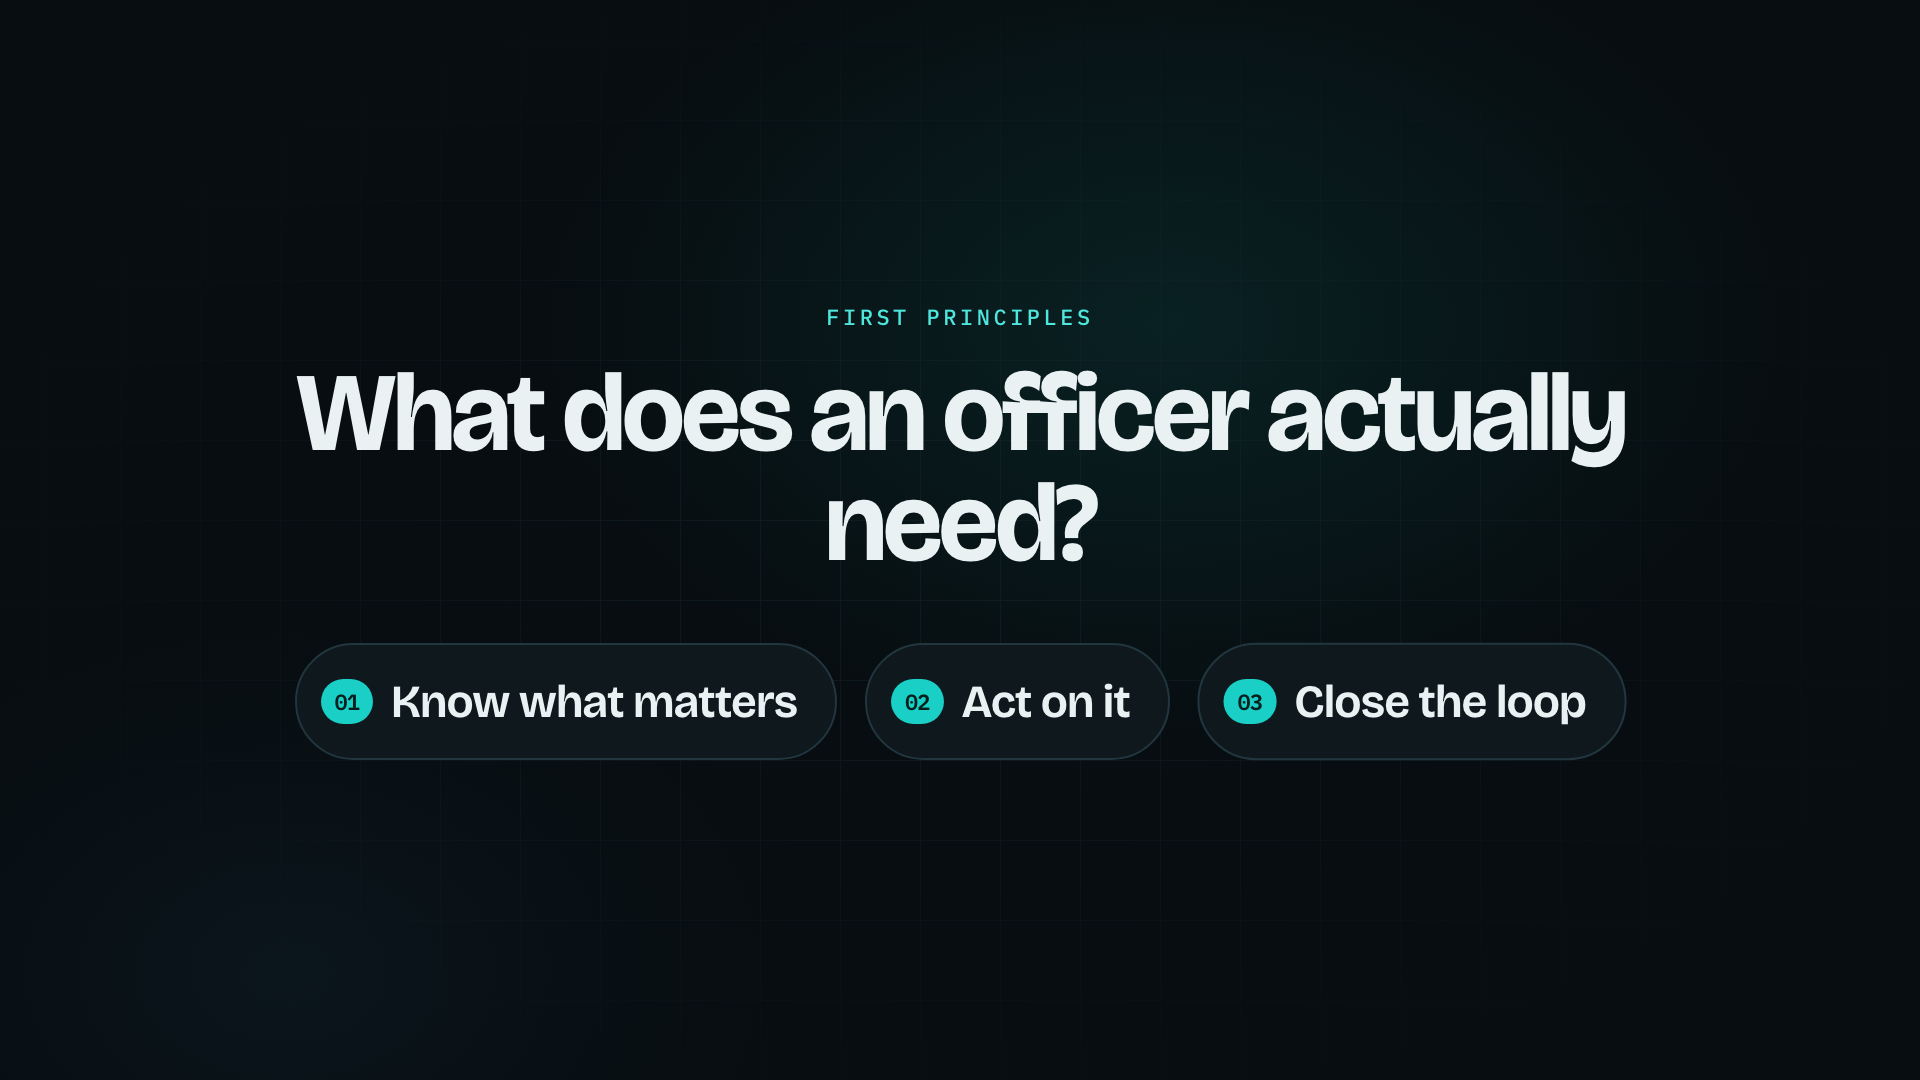 FIRST PRINCIPLES
What does an officer actually
need?
01 Know what matters
02 Act on it
03 Close the loop